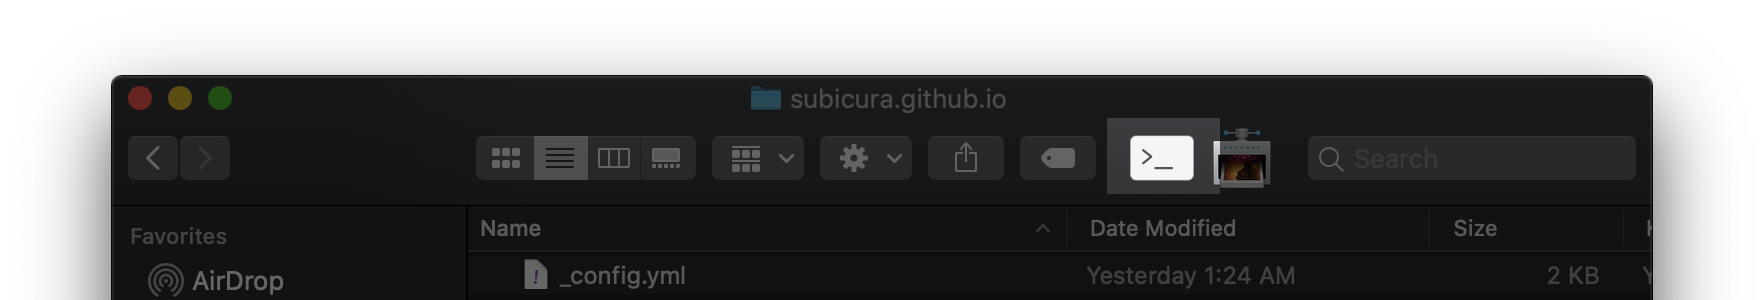 subicura.github.io
>_
Search
Favorites
Name
Date Modified
Size
AirDrop
_config.yml
Yesterday 1:24 AM
2 KB